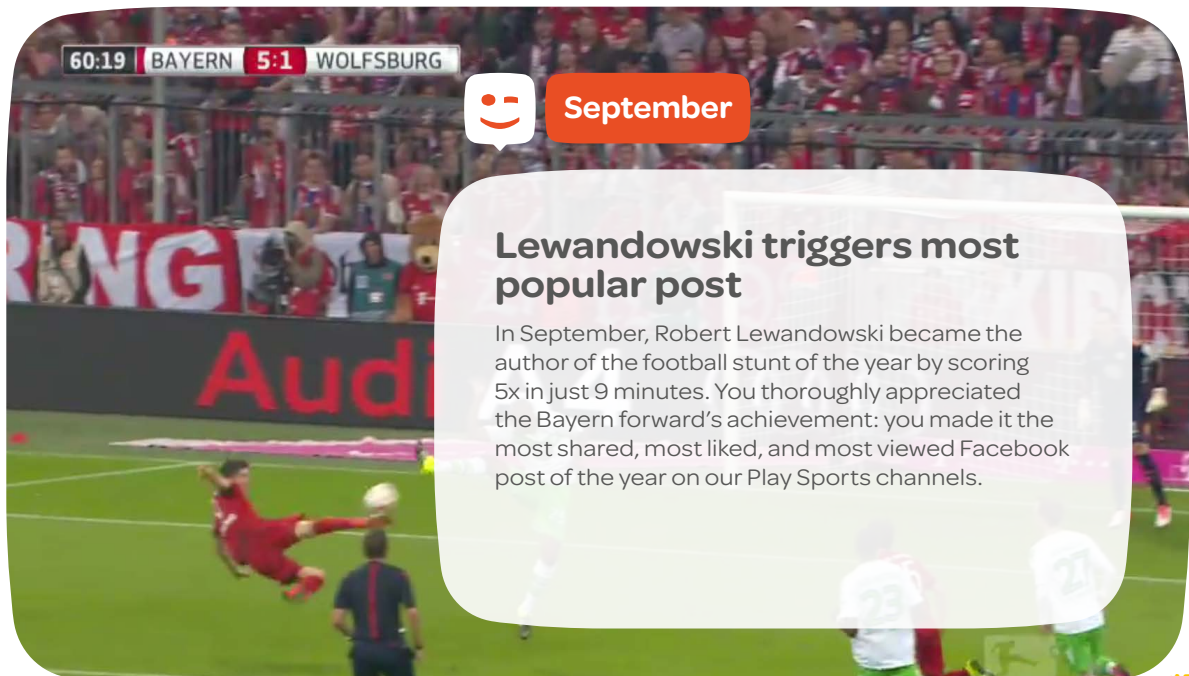 60:19 BAYERN 5:1 WOLFSBURG
September
RING
Lewandowski triggers most
popular post
In September, Robert Lewandowski became the
author of the football stunt of the year by scoring
5x in just 9 minutes. You thoroughly appreciated
the Bayern forward’s achievement: you made it the
most shared, most liked, and most viewed Facebook
post of the year on our Play Sports channels.
Audi
23
27